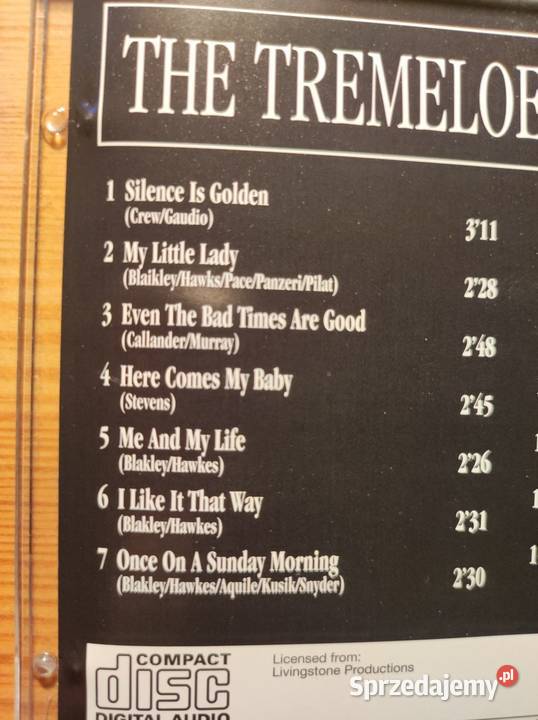 THE TREMELOE
1 Silence Is Golden
(Crew/Gaudio)
3'11
2 My Little Lady
(Blaikley/Hawks/Pace/Panzeri/Pilat)
2'28
3 Even The Bad Times Are Good
(Callander/Murray)
2'48
4 Here Comes My Baby
(Stevens)
2'45
5 Me And My Life
(Blakley/Hawkes)
2'26
6 I Like It That Way
(Blakley/Hawkes)
2'31
7 Once On A Sunday Morning
(Blakley/Hawkes/Aquile/Kusik/Snyder)
2'30
COMPACT
disc
DIGITAL AUDIO
Licensed from:
Livingstone Productions
Sprzedajemy.pl